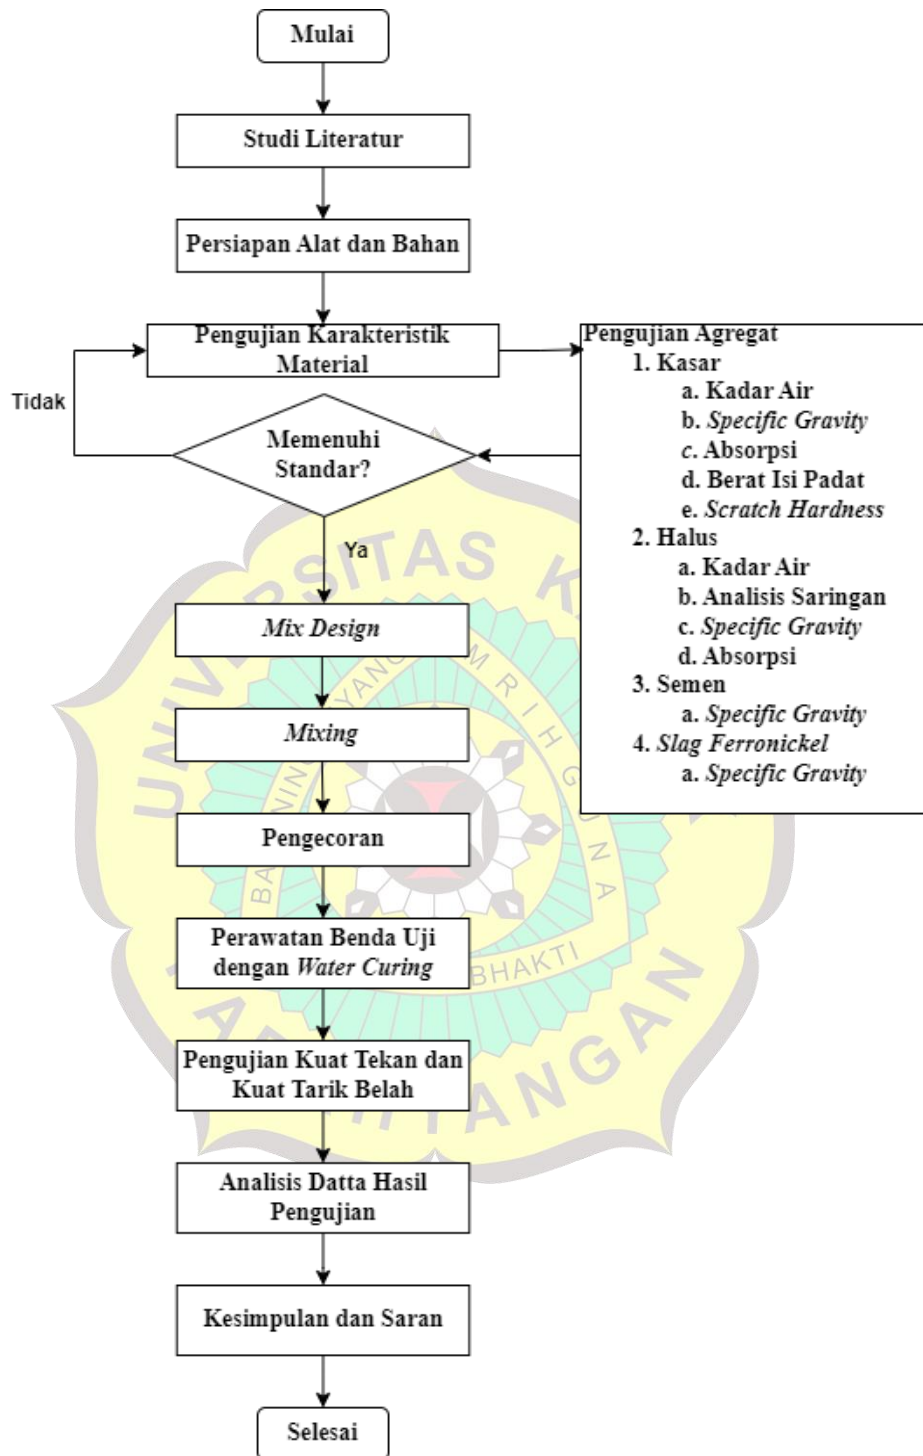 Mulai
Studi Literatur
Persiapan Alat dan Bahan
Pengujian Karakteristik
Material
Pengujian Agregat
1. Kasar
a. Kadar Air
b. Specific Gravity
c. Absorpsi
d. Berat Isi Padat
e. Scratch Hardness
2. Halus
a. Kadar Air
b. Analisis Saringan
c. Specific Gravity
d. Absorpsi
3. Semen
a. Specific Gravity
4. Slag Ferronickel
a. Specific Gravity
Tidak
Memenuhi
Standar?
Ya
Mix Design
Mixing
Pengecoran
Perawatan Benda Uji
dengan Water Curing
Pengujian Kuat Tekan dan
Kuat Tarik Belah
Analisis Datta Hasil
Pengujian
Kesimpulan dan Saran
Selesai
BHAKTI